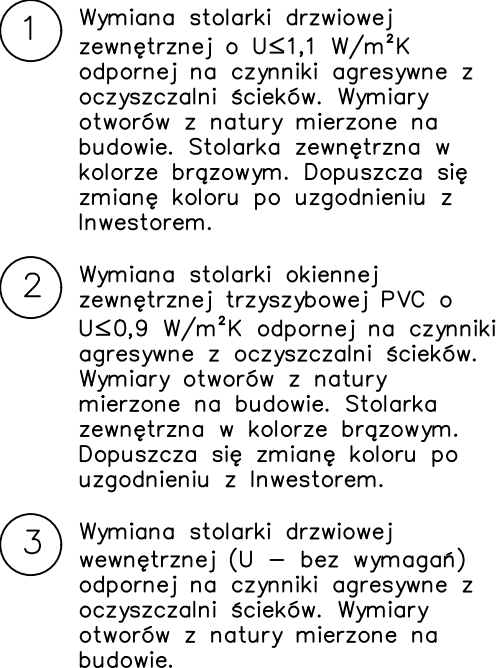 1 Wymiana stolarki drzwiowej
zewnętrznej o U≤1,1 W/m²K
odpornej na czynniki agresywne z
oczyszczalni ścieków. Wymiary
otworów z natury mierzone na
budowie. Stolarka zewnętrzna w
kolorze brązowym. Dopuszcza się
zmianę koloru po uzgodnieniu z
Inwestorem.
2 Wymiana stolarki okiennej
zewnętrznej trzyszybowej PVC o
U≤0,9 W/m²K odpornej na czynniki
agresywne z oczyszczalni ścieków.
Wymiary otworów z natury
mierzone na budowie. Stolarka
zewnętrzna w kolorze brązowym.
Dopuszcza się zmianę koloru po
uzgodnieniu z Inwestorem.
3 Wymiana stolarki drzwiowej
wewnętrznej (U – bez wymagań)
odpornej na czynniki agresywne z
oczyszczalni ścieków. Wymiary
otworów z natury mierzone na
budowie.